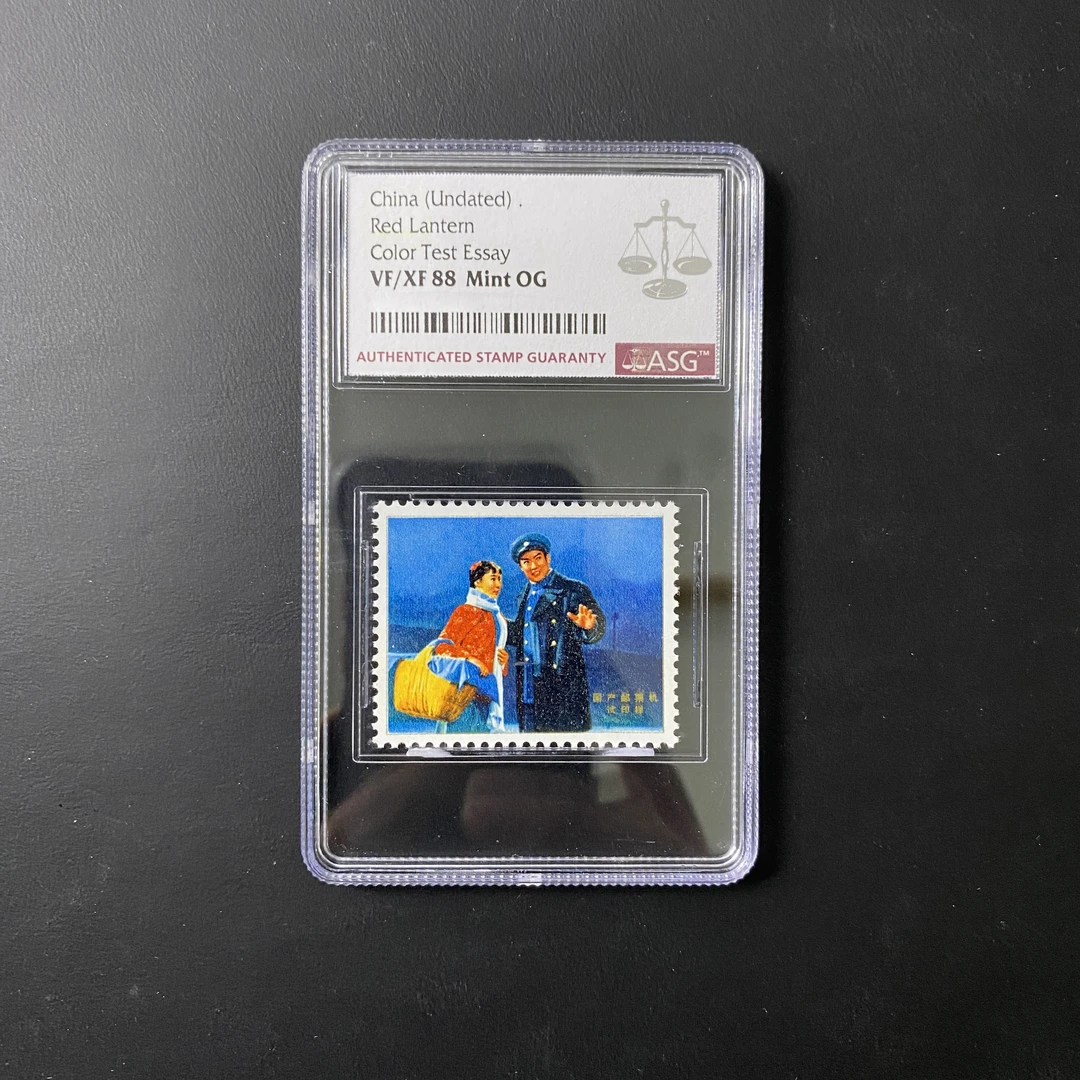 China (Undated) .
Red Lantern
Color Test Essay
VF/XF 88 Mint OG
AUTHENTICATED STAMP GUARANTY
ASG™
国产邮票机
试印样